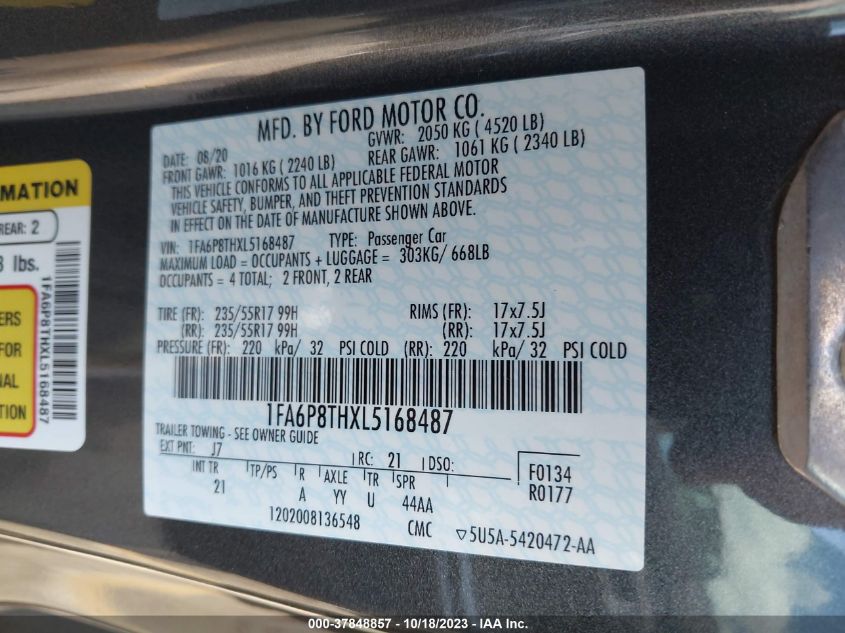 MFD. BY FORD MOTOR CO.
DATE: 08/20 GVWR: 2050 KG ( 4520 LB)
FRONT GAWR: 1016 KG ( 2240 LB) REAR GAWR: 1061 KG ( 2340 LB)
THIS VEHICLE CONFORMS TO ALL APPLICABLE FEDERAL MOTOR
VEHICLE SAFETY, BUMPER, AND THEFT PREVENTION STANDARDS
IN EFFECT ON THE DATE OF MANUFACTURE SHOWN ABOVE.
VIN: 1FA6P8THXL5168487 TYPE: Passenger Car
MAXIMUM LOAD = OCCUPANTS + LUGGAGE = 303KG/ 668LB
OCCUPANTS = 4 TOTAL; 2 FRONT, 2 REAR
TIRE (FR): 235/55R17 99H RIMS (FR): 17x7.5J
(RR): 235/55R17 99H (RR): 17x7.5J
PRESSURE (FR): 220 kPa/ 32 PSI COLD (RR): 220 kPa/ 32 PSI COLD
1FA6P8THXL5168487
TRAILER TOWING - SEE OWNER GUIDE
EXT PNT: J7 RC: 21 DSO: F0134
INT TR TP/PS R AXLE TR SPR R0177
21 A YY U 44AA
1202008136548 CMC ▽5U5A-5420472-AA
MATION
REAR: 2
lbs.
ERS
FOR
NAL
1FA6P8THXL5168487
000-37848857 - 10/18/2023 - IAA Inc.